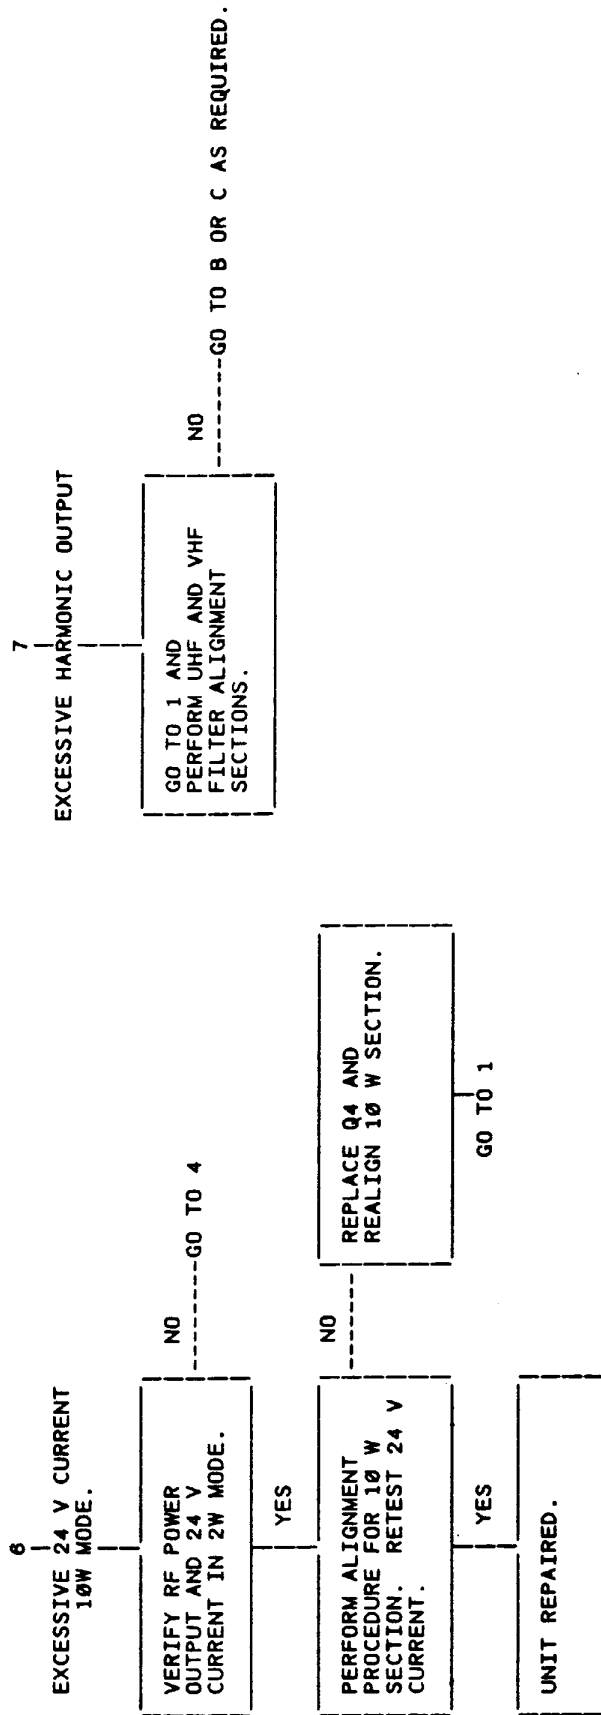 6
EXCESSIVE 24 V CURRENT
10W MODE.
VERIFY RF POWER
OUTPUT AND 24 V
CURRENT IN 2W MODE.
NO
GO TO 4
YES
PERFORM ALIGNMENT
PROCEDURE FOR 10 W
SECTION. RETEST 24 V
CURRENT.
NO
REPLACE Q4 AND
REALIGN 10 W SECTION.
GO TO 1
YES
UNIT REPAIRED.
7
EXCESSIVE HARMONIC OUTPUT
GO TO 1 AND
PERFORM UHF AND VHF
FILTER ALIGNMENT
SECTIONS.
NO
GO TO B OR C AS REQUIRED.